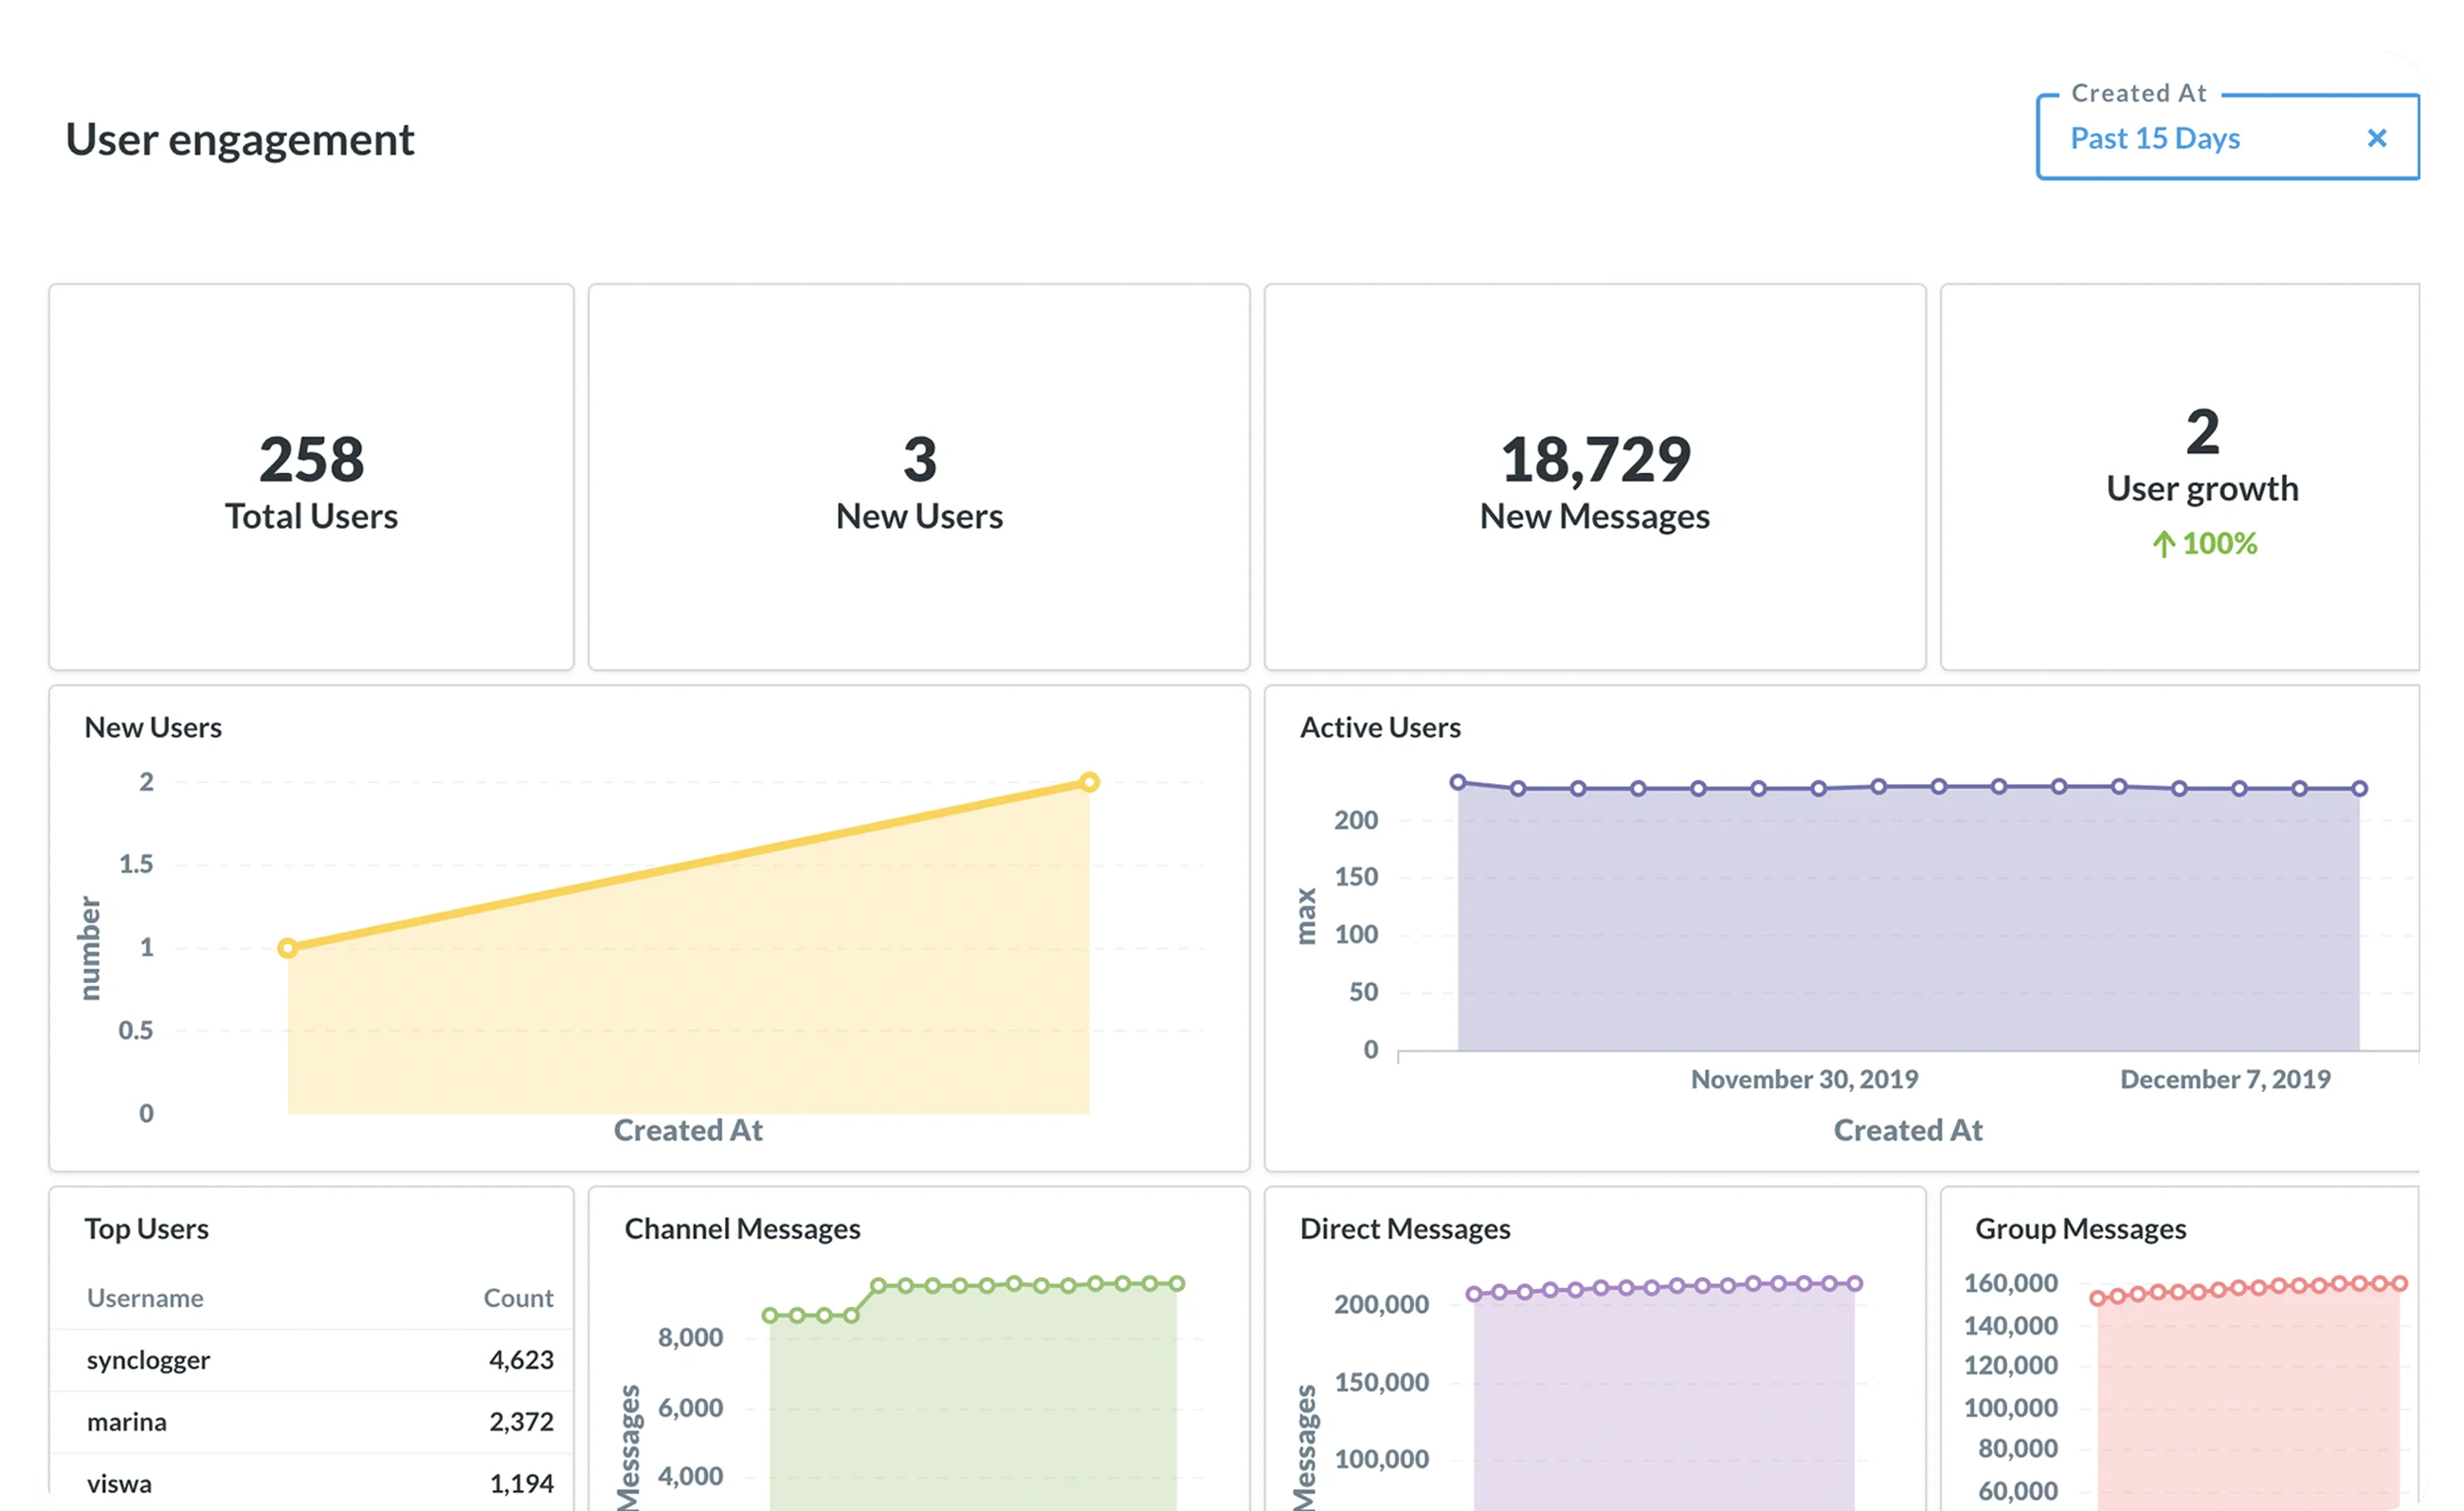 User engagement
Created At
Past 15 Days
258
Total Users
3
New Users
18,729
New Messages
2
User growth
100%
New Users
2
1.5
1
0.5
0
number
Created At
Active Users
200
150
100
50
0
max
November 30, 2019
December 7, 2019
Created At
Top Users
Username Count
synclogger 4,623
marina 2,372
viswa 1,194
Channel Messages
8,000
6,000
4,000
Messages
Direct Messages
200,000
150,000
100,000
Messages
Group Messages
160,000
140,000
120,000
100,000
80,000
60,000